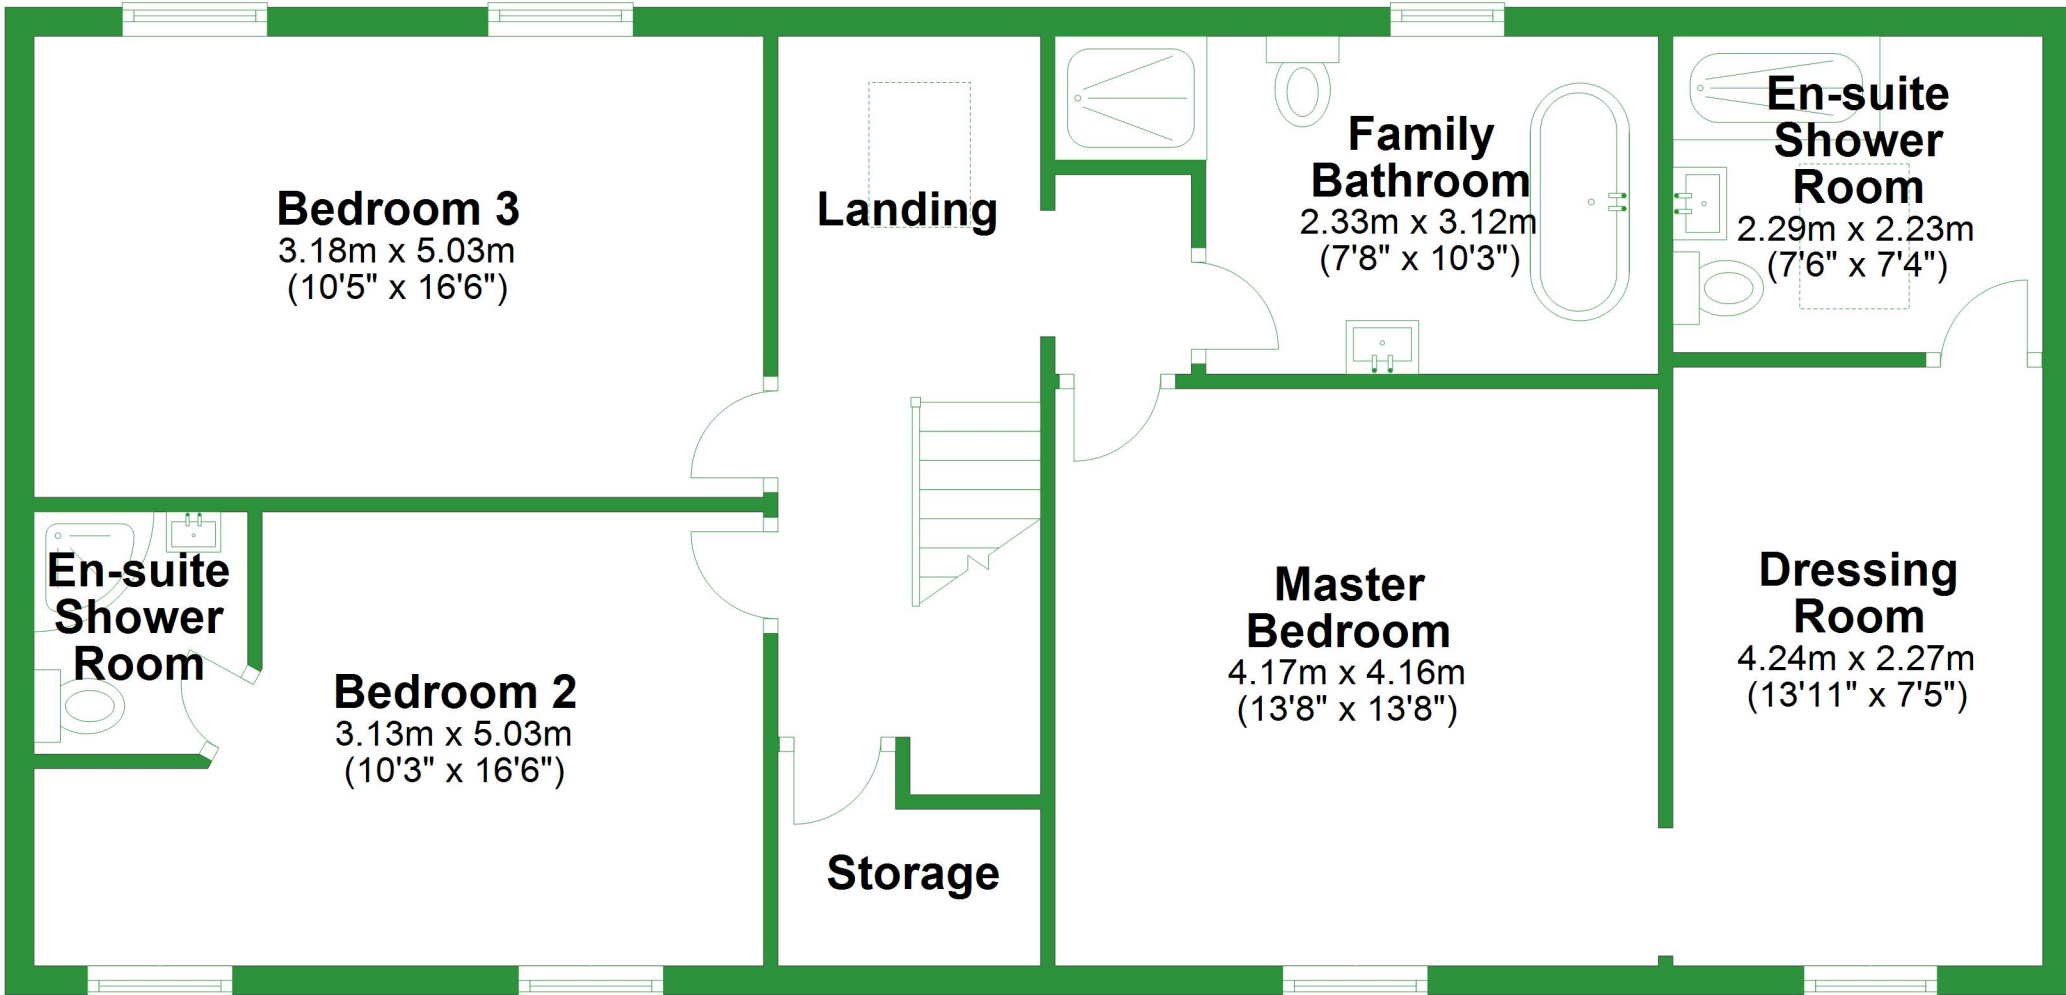 Bedroom 3
3.18m x 5.03m
(10'5" x 16'6")
Landing
Family
Bathroom
2.33m x 3.12m
(7'8" x 10'3")
En-suite
Shower
Room
2.29m x 2.23m
(7'6" x 7'4")
En-suite
Shower
Room
Bedroom 2
3.13m x 5.03m
(10'3" x 16'6")
Storage
Master
Bedroom
4.17m x 4.16m
(13'8" x 13'8")
Dressing
Room
4.24m x 2.27m
(13'11" x 7'5")